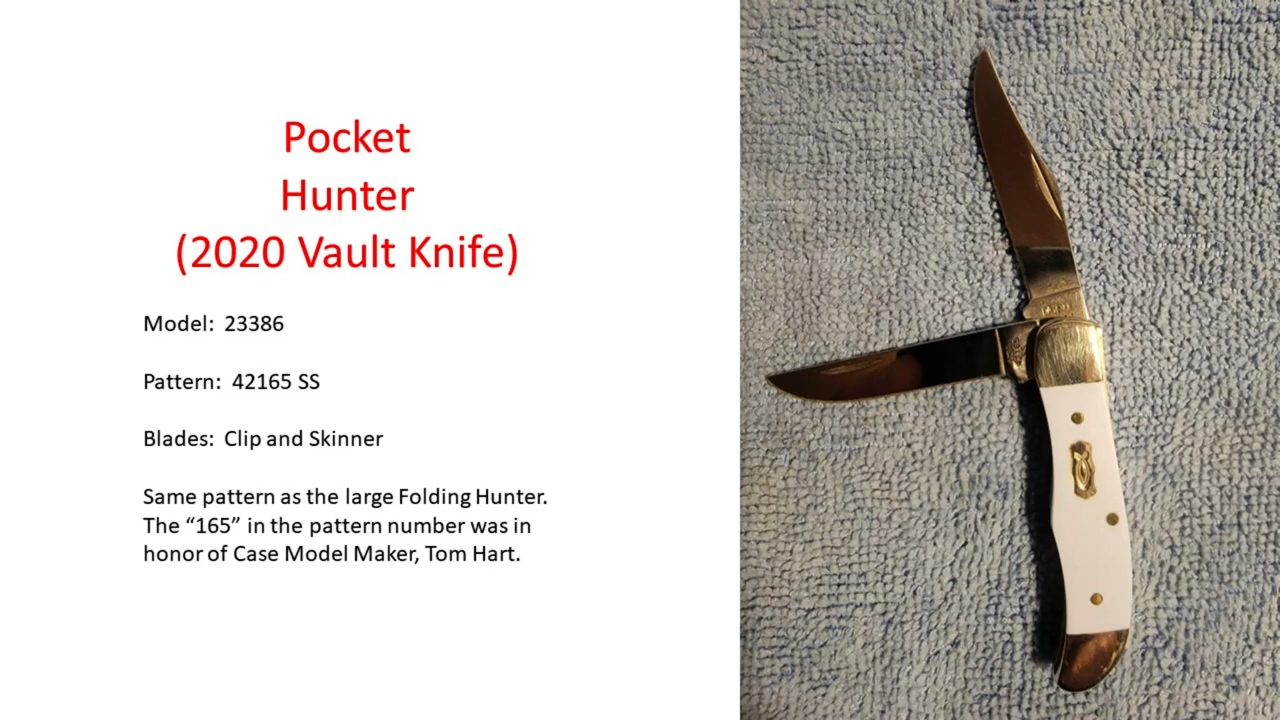 Pocket
Hunter
(2020 Vault Knife)
Model:  23386
Pattern:  42165 SS
Blades:  Clip and Skinner
Same pattern as the large Folding Hunter.
The “165” in the pattern number was in
honor of Case Model Maker, Tom Hart.